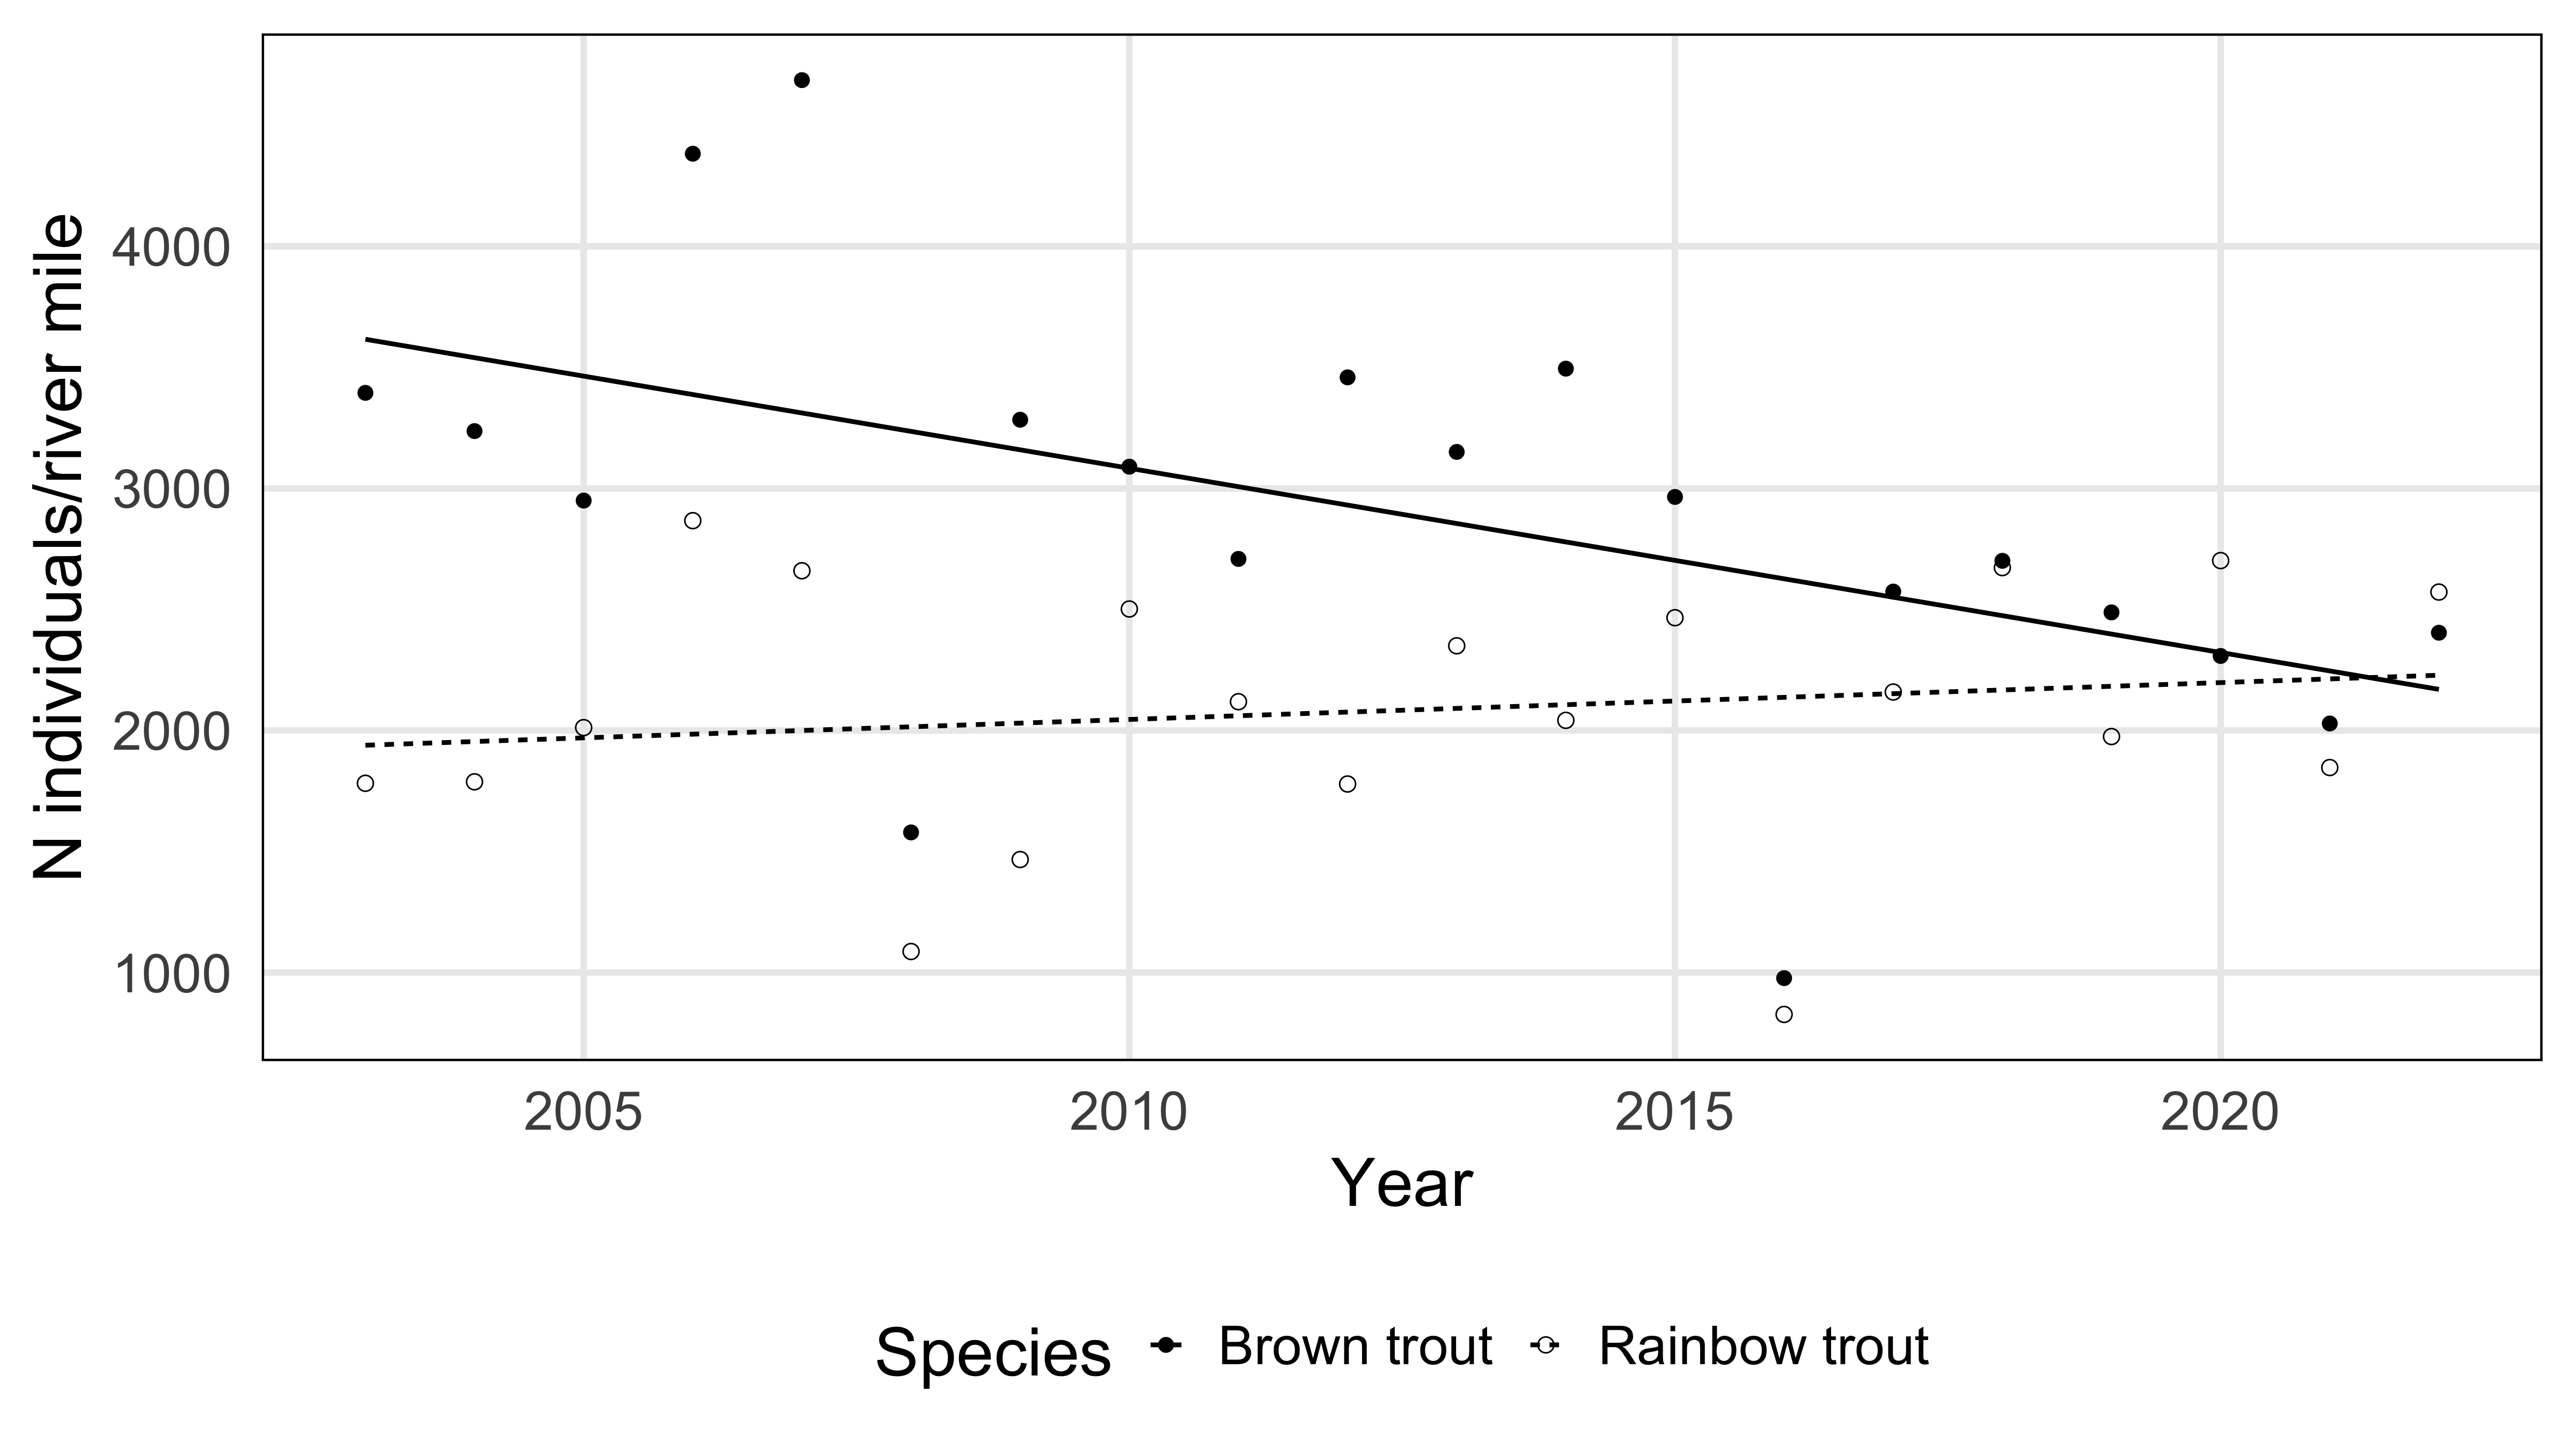 N individuals/river mile
4000
3000
2000
1000
2005 2010 2015 2020
Year
Species Brown trout Rainbow trout